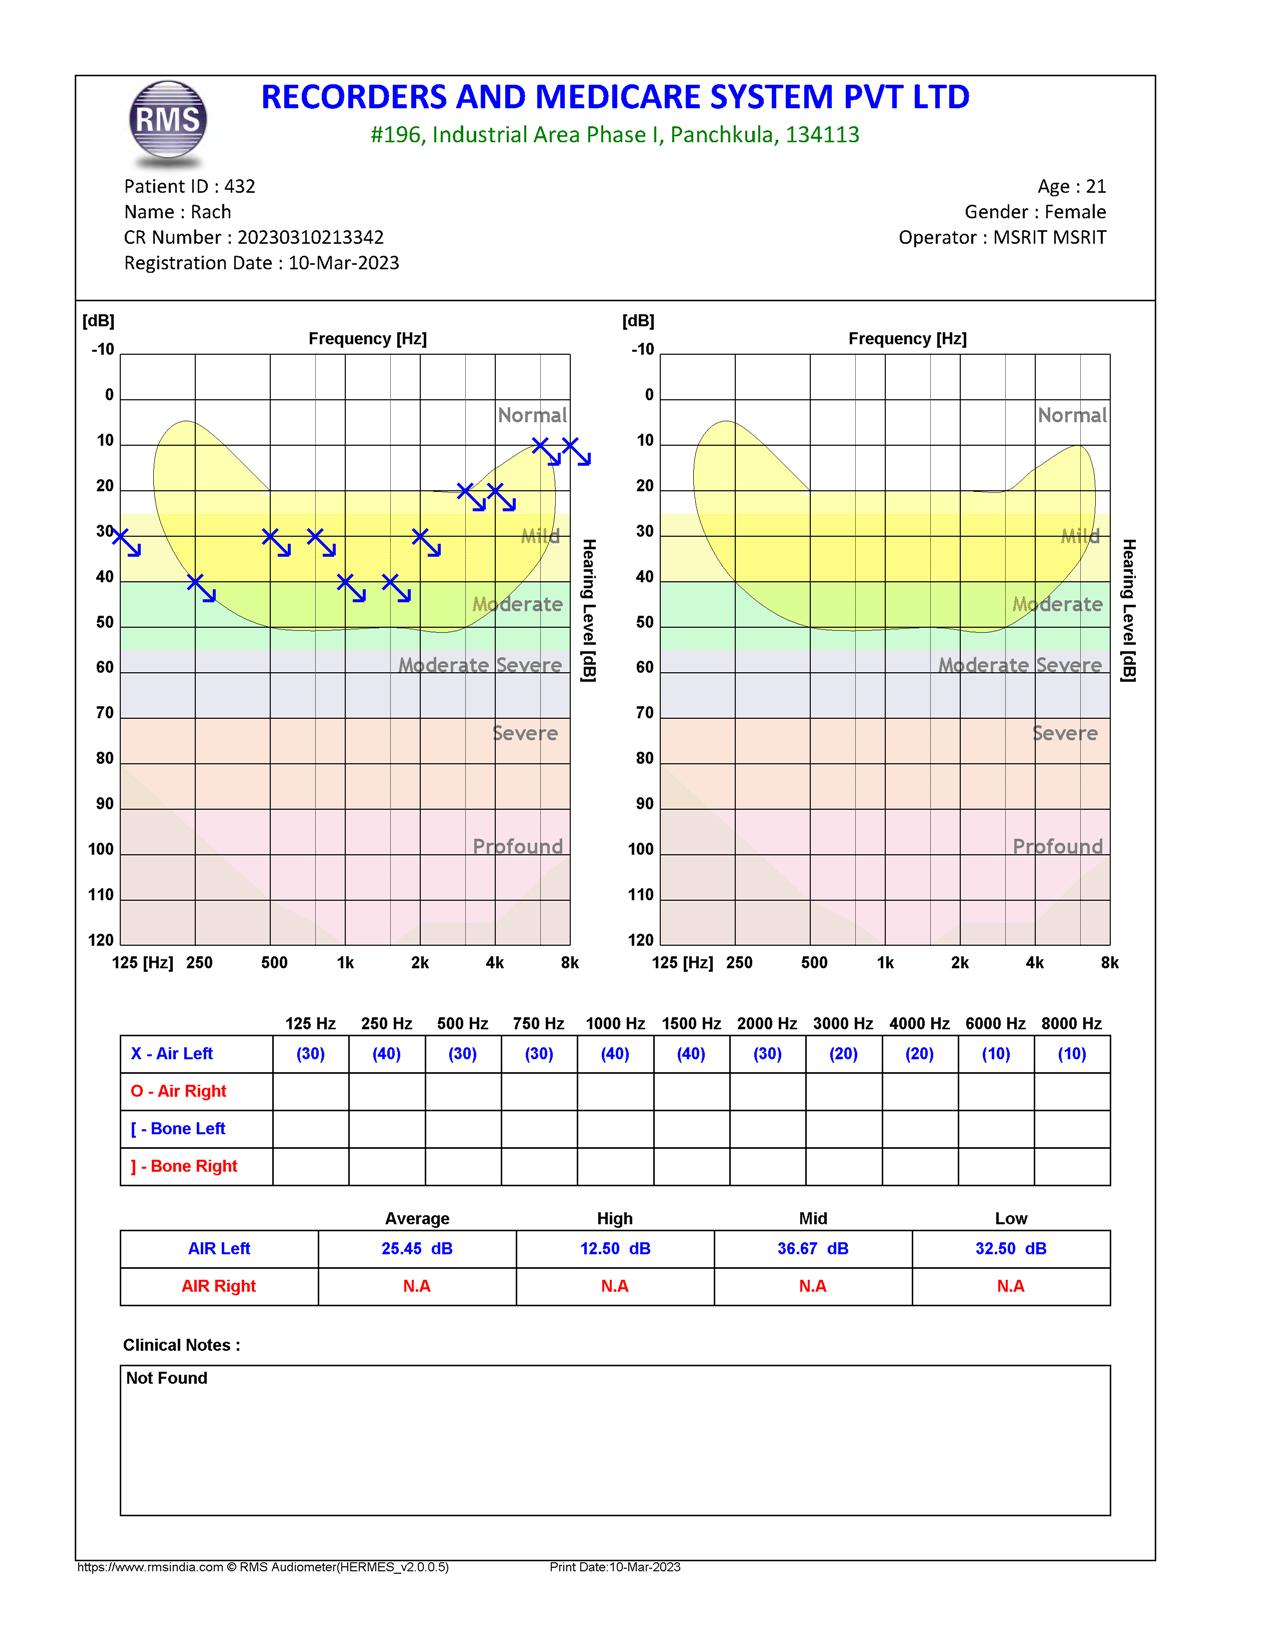 RMS
RECORDERS AND MEDICARE SYSTEM PVT LTD
#196, Industrial Area Phase I, Panchkula, 134113
Patient ID : 432
Name : Rach
CR Number : 20230310213342
Registration Date : 10-Mar-2023
Age : 21
Gender : Female
Operator : MSRIT MSRIT
[dB]
Frequency [Hz]
-10
0
10
20
30
40
50
60
70
80
90
100
110
120
Normal
Mild
Moderate
Moderate Severe
Severe
Profound
Hearing Level [dB]
125 [Hz] 250 500 1k 2k 4k 8k
[dB]
Frequency [Hz]
-10
0
10
20
30
40
50
60
70
80
90
100
110
120
Normal
Mild
Moderate
Moderate Severe
Severe
Profound
Hearing Level [dB]
125 [Hz] 250 500 1k 2k 4k 8k
125 Hz 250 Hz 500 Hz 750 Hz 1000 Hz 1500 Hz 2000 Hz 3000 Hz 4000 Hz 6000 Hz 8000 Hz
X - Air Left (30) (40) (30) (30) (40) (40) (30) (20) (20) (10) (10)
O - Air Right
[ - Bone Left
] - Bone Right
Average High Mid Low
AIR Left 25.45 dB 12.50 dB 36.67 dB 32.50 dB
AIR Right N.A N.A N.A N.A
Clinical Notes :
Not Found
https://www.rmsindia.com © RMS Audiometer(HERMES_v2.0.0.5) Print Date:10-Mar-2023